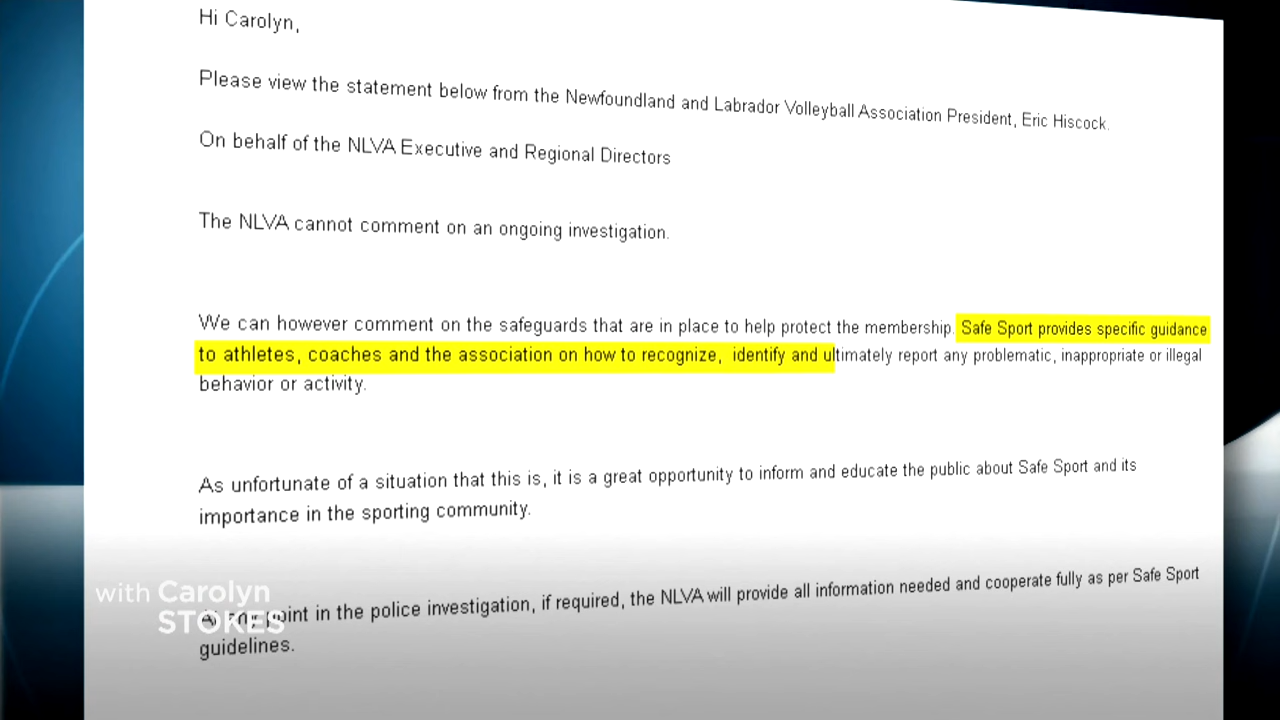 Hi Carolyn,
Please view the statement below from the Newfoundland and Labrador Volleyball Association President, Eric Hiscock.
On behalf of the NLVA Executive and Regional Directors
The NLVA cannot comment on an ongoing investigation.
We can however comment on the safeguards that are in place to help protect the membership. Safe Sport provides specific guidance
to athletes, coaches and the association on how to recognize, identify and ultimately report any problematic, inappropriate or illegal
behavior or activity.
As unfortunate of a situation that this is, it is a great opportunity to inform and educate the public about Safe Sport and its
importance in the sporting community.
At any point in the police investigation, if required, the NLVA will provide all information needed and cooperate fully as per Safe Sport
guidelines.
with Carolyn
STOKES